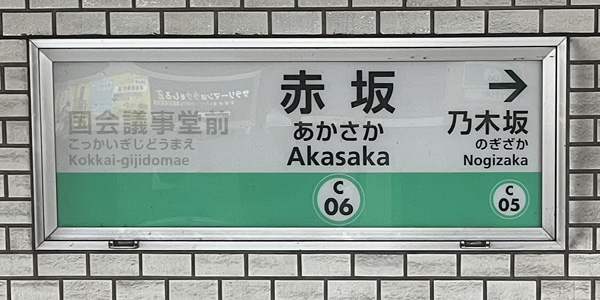 国会議事堂前
こっかいぎじどうまえ
Kokkai-gijidomae
赤坂
あかさか
Akasaka
C
06
→
乃木坂
のぎざか
Nogizaka
C
05